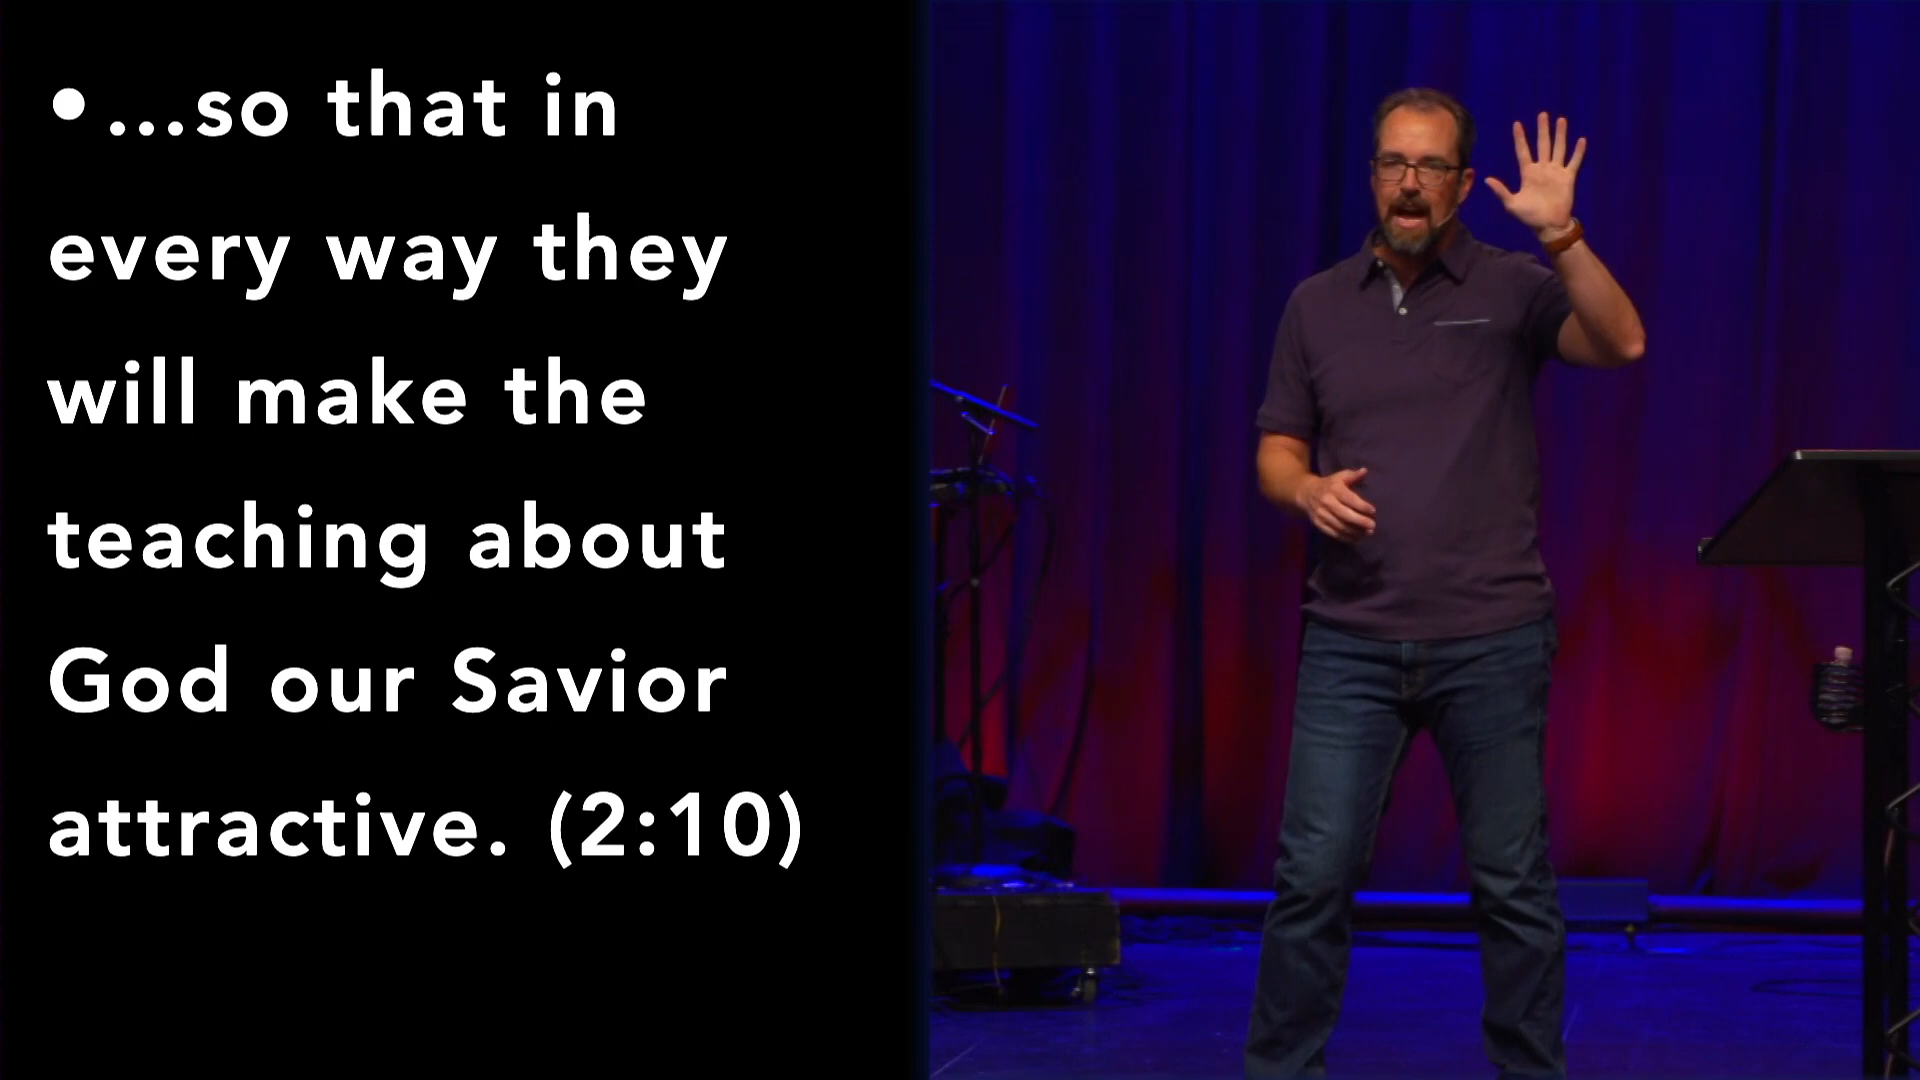 •...so that in
every way they
will make the
teaching about
God our Savior
attractive. (2:10)